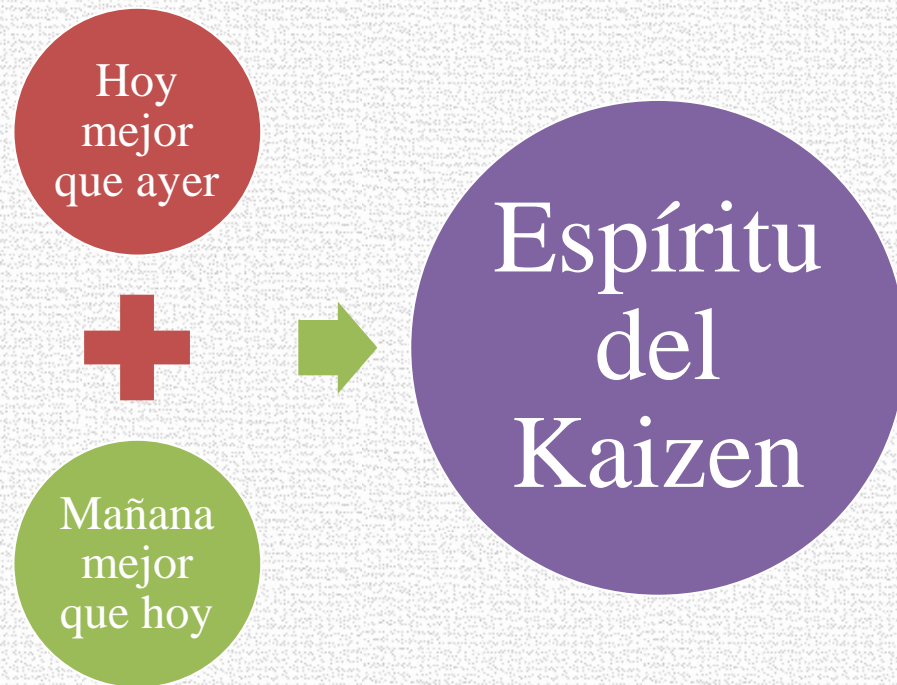 Hoy
mejor
que ayer
Mañana
mejor
que hoy
Espíritu
del
Kaizen